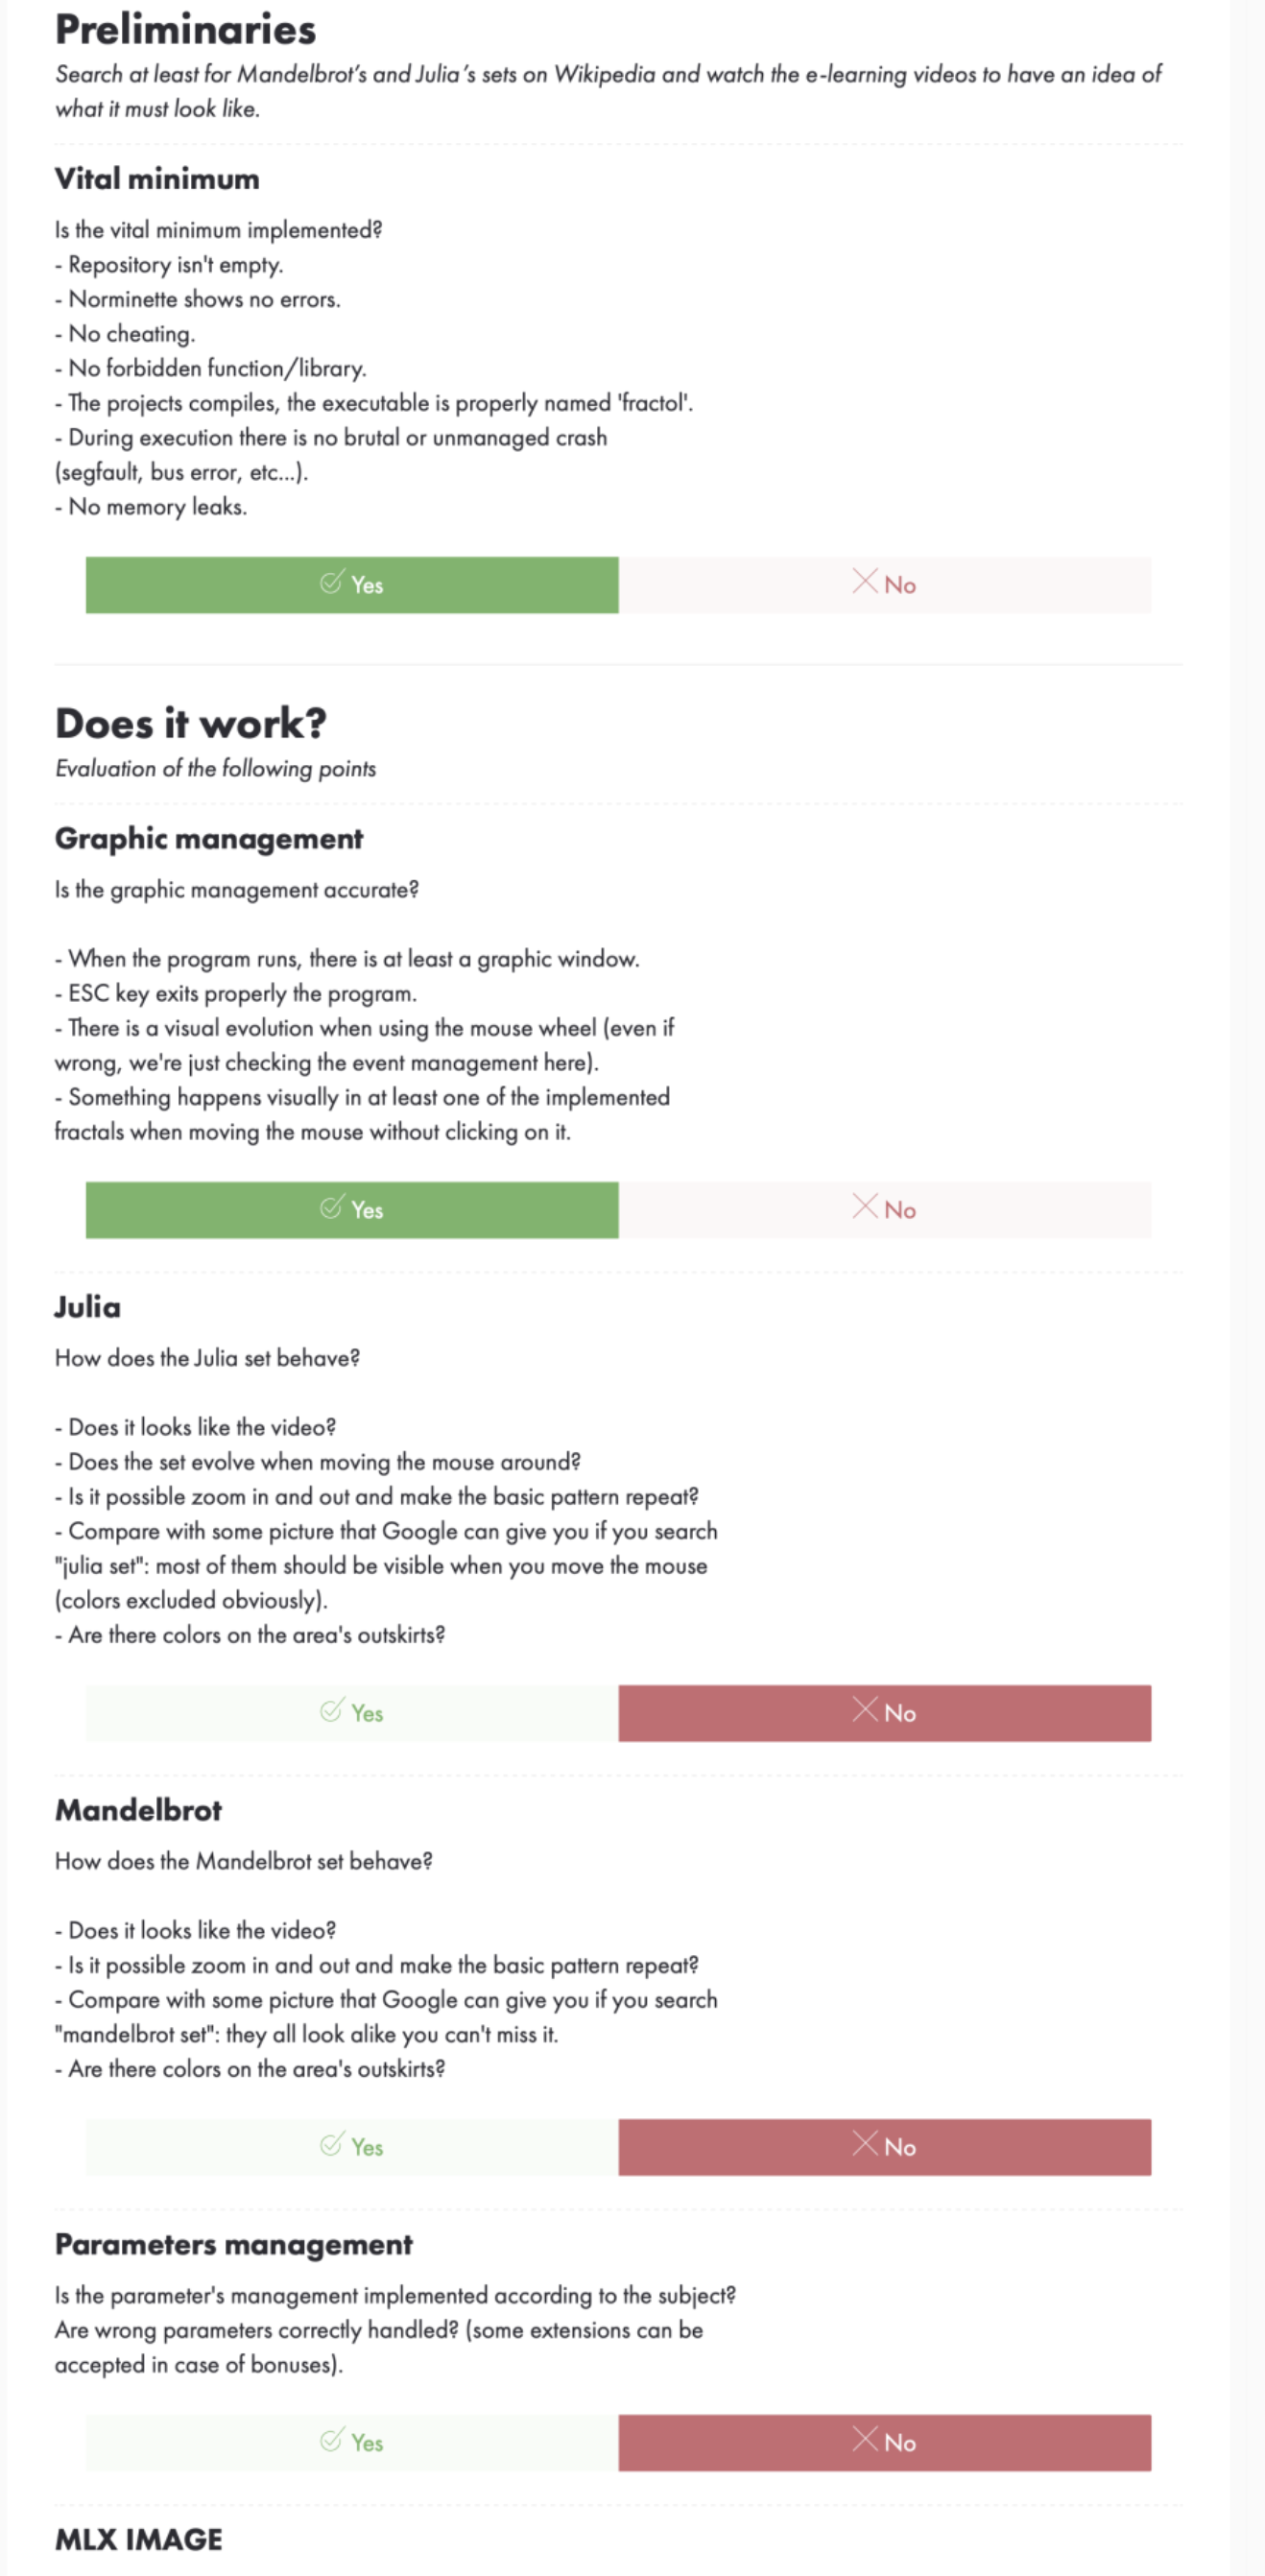 Preliminaries
Search at least for Mandelbrot's and Julia's sets on Wikipedia and watch the e-learning videos to have an idea of
what it must look like.
Vital minimum
Is the vital minimum implemented?
- Repository isn't empty.
- Norminette shows no errors.
- No cheating.
- No forbidden function/library.
- The projects compiles, the executable is properly named 'fractol'.
- During execution there is no brutal or unmanaged crash
(segfault, bus error, etc...).
- No memory leaks.
Yes No
Does it work?
Evaluation of the following points
Graphic management
Is the graphic management accurate?
- When the program runs, there is at least a graphic window.
- ESC key exits properly the program.
- There is a visual evolution when using the mouse wheel (even if
wrong, we're just checking the event management here).
- Something happens visually in at least one of the implemented
fractals when moving the mouse without clicking on it.
Yes No
Julia
How does the Julia set behave?
- Does it looks like the video?
- Does the set evolve when moving the mouse around?
- Is it possible zoom in and out and make the basic pattern repeat?
- Compare with some picture that Google can give you if you search
"julia set": most of them should be visible when you move the mouse
(colors excluded obviously).
- Are there colors on the area's outskirts?
Yes No
Mandelbrot
How does the Mandelbrot set behave?
- Does it looks like the video?
- Is it possible zoom in and out and make the basic pattern repeat?
- Compare with some picture that Google can give you if you search
"mandelbrot set": they all look alike you can't miss it.
- Are there colors on the area's outskirts?
Yes No
Parameters management
Is the parameter's management implemented according to the subject?
Are wrong parameters correctly handled? (some extensions can be
accepted in case of bonuses).
Yes No
MLX IMAGE